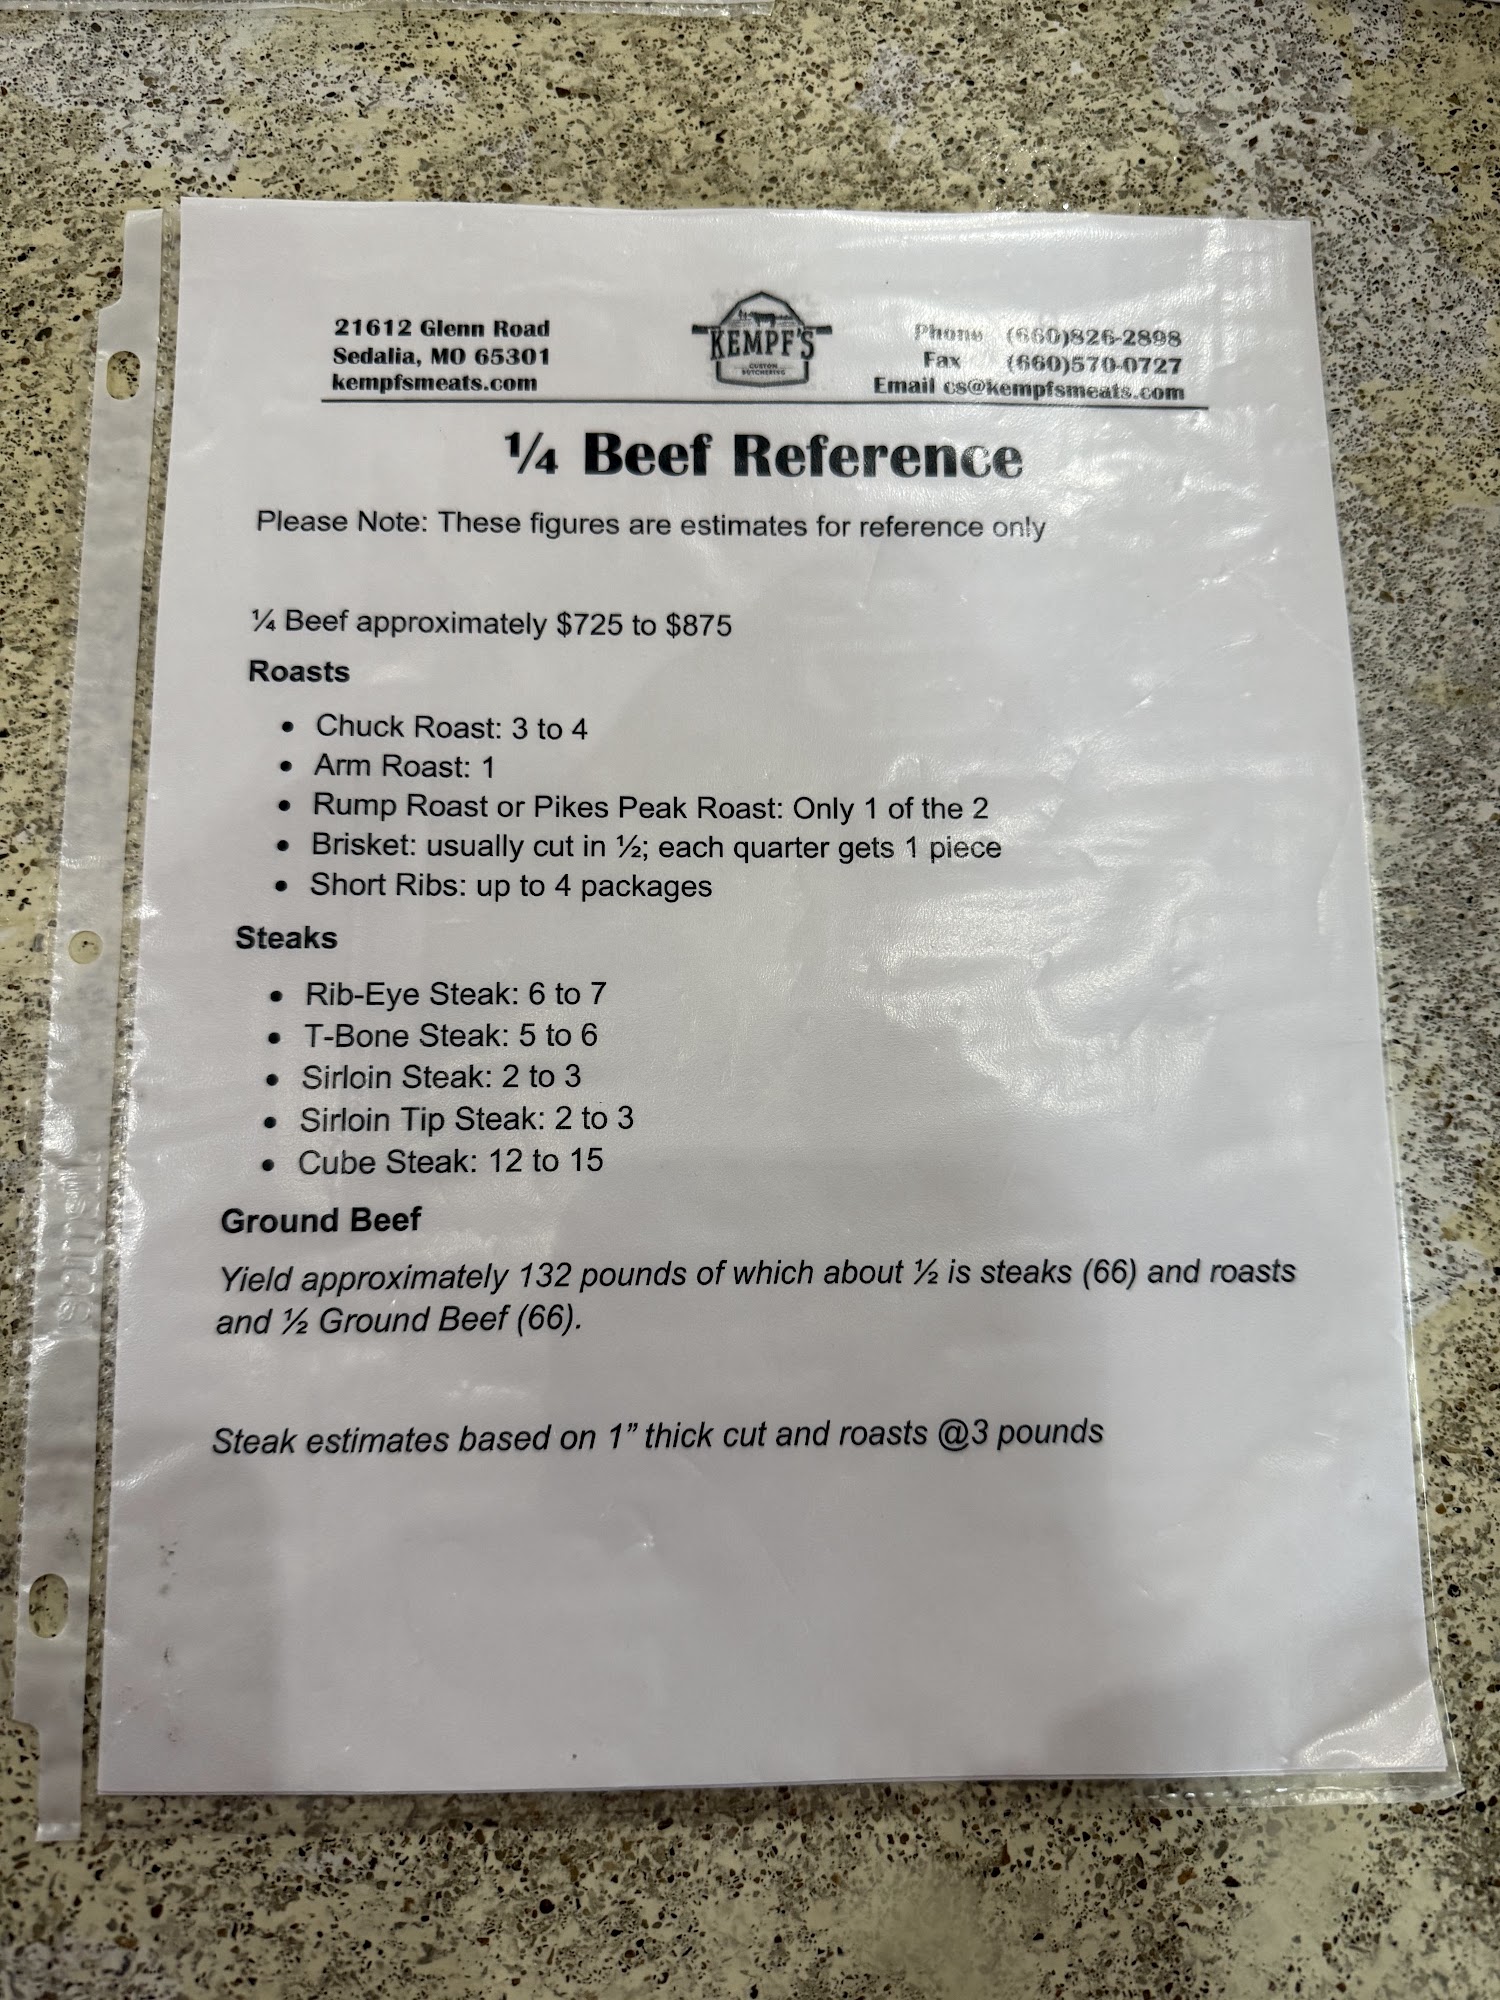 21612 Glenn Road
Sedalia, MO 65301
kempfsmeats.com
KEMPF'S
CUSTOM
BUTCHERING
Phone (660)826-2898
Fax (660)570-0727
Email cs@kempfsmeats.com
¼ Beef Reference
Please Note: These figures are estimates for reference only
¼ Beef approximately $725 to $875
Roasts
• Chuck Roast: 3 to 4
• Arm Roast: 1
• Rump Roast or Pikes Peak Roast: Only 1 of the 2
• Brisket: usually cut in ½; each quarter gets 1 piece
• Short Ribs: up to 4 packages
Steaks
• Rib-Eye Steak: 6 to 7
• T-Bone Steak: 5 to 6
• Sirloin Steak: 2 to 3
• Sirloin Tip Steak: 2 to 3
• Cube Steak: 12 to 15
Ground Beef
Yield approximately 132 pounds of which about ½ is steaks (66) and roasts
and ½ Ground Beef (66).
Steak estimates based on 1” thick cut and roasts @3 pounds